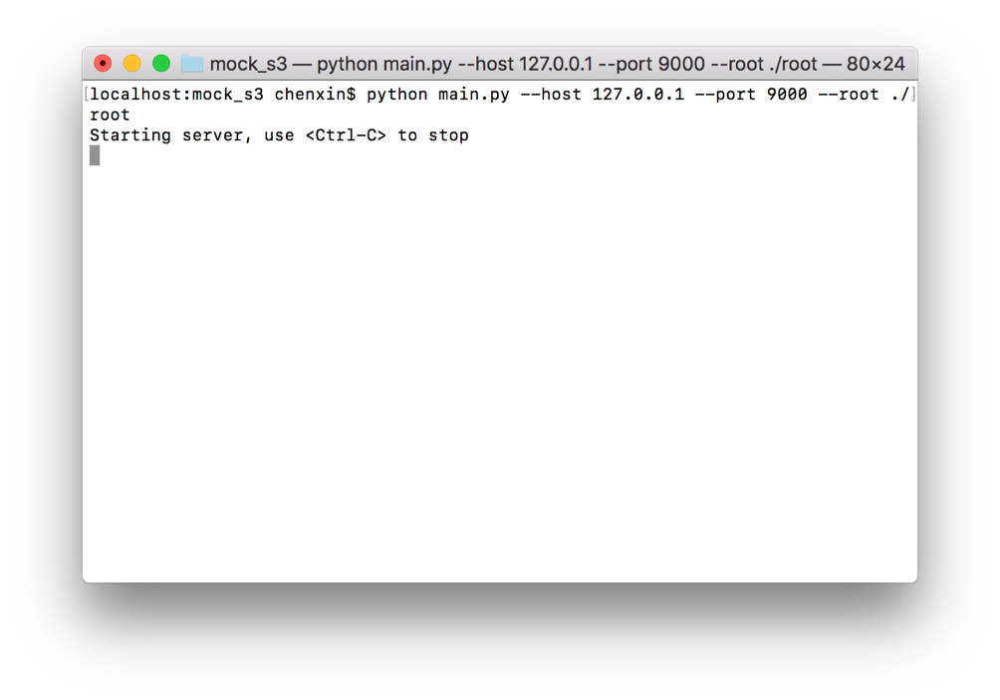 mock_s3 — python main.py --host 127.0.0.1 --port 9000 --root ./root — 80×24
[localhost:mock_s3 chenxin$ python main.py --host 127.0.0.1 --port 9000 --root ./]
root
Starting server, use <Ctrl-C> to stop